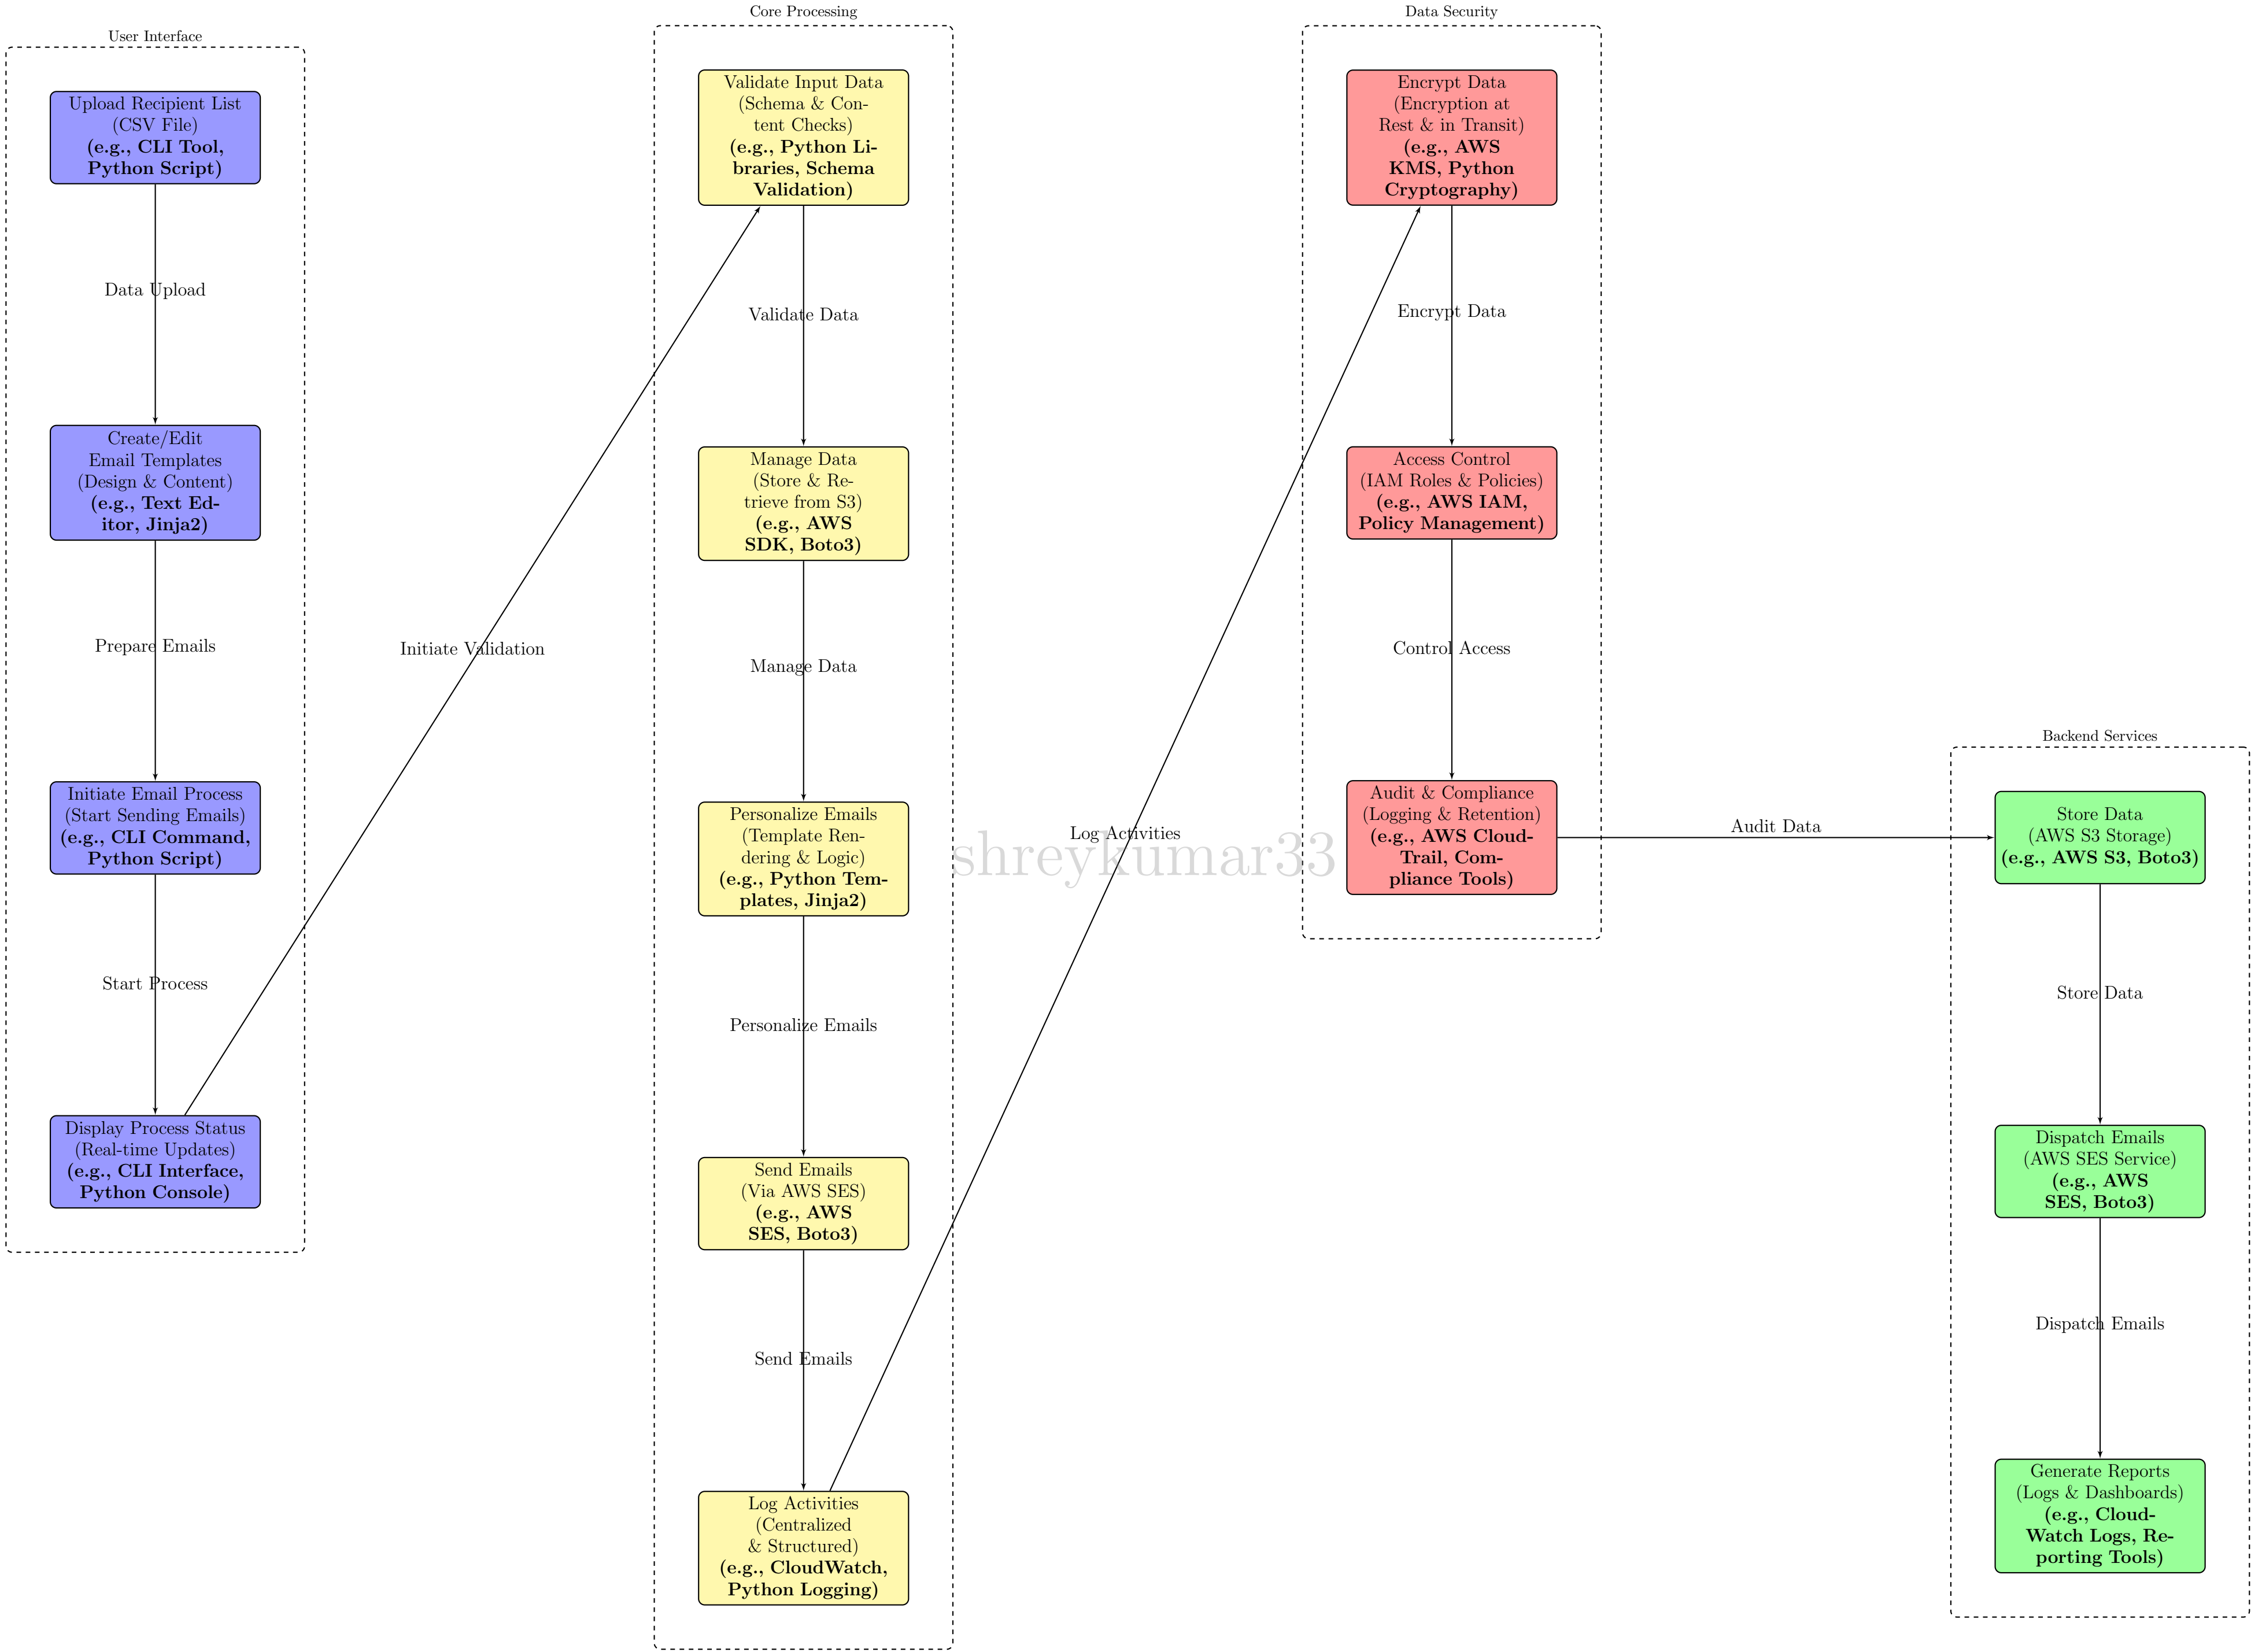 User Interface
Upload Recipient List
(CSV File)
(e.g., CLI Tool,
Python Script)
Data Upload
Create/Edit
Email Templates
(Design & Content)
(e.g., Text Ed-
itor, Jinja2)
Prepare Emails
Initiate Email Process
(Start Sending Emails)
(e.g., CLI Command,
Python Script)
Start Process
Display Process Status
(Real-time Updates)
(e.g., CLI Interface,
Python Console)
Initiate Validation
Core Processing
Validate Input Data
(Schema & Con-
tent Checks)
(e.g., Python Li-
braries, Schema
Validation)
Validate Data
Manage Data
(Store & Re-
trieve from S3)
(e.g., AWS
SDK, Boto3)
Manage Data
Personalize Emails
(Template Ren-
dering & Logic)
(e.g., Python Tem-
plates, Jinja2)
Personalize Emails
Send Emails
(Via AWS SES)
(e.g., AWS
SES, Boto3)
Send Emails
Log Activities
(Centralized
& Structured)
(e.g., CloudWatch,
Python Logging)
Log Activities
shreykumar33
Data Security
Encrypt Data
(Encryption at
Rest & in Transit)
(e.g., AWS
KMS, Python
Cryptography)
Encrypt Data
Access Control
(IAM Roles & Policies)
(e.g., AWS IAM,
Policy Management)
Control Access
Audit & Compliance
(Logging & Retention)
(e.g., AWS Cloud-
Trail, Com-
pliance Tools)
Audit Data
Backend Services
Store Data
(AWS S3 Storage)
(e.g., AWS S3, Boto3)
Store Data
Dispatch Emails
(AWS SES Service)
(e.g., AWS
SES, Boto3)
Dispatch Emails
Generate Reports
(Logs & Dashboards)
(e.g., Cloud-
Watch Logs, Re-
porting Tools)